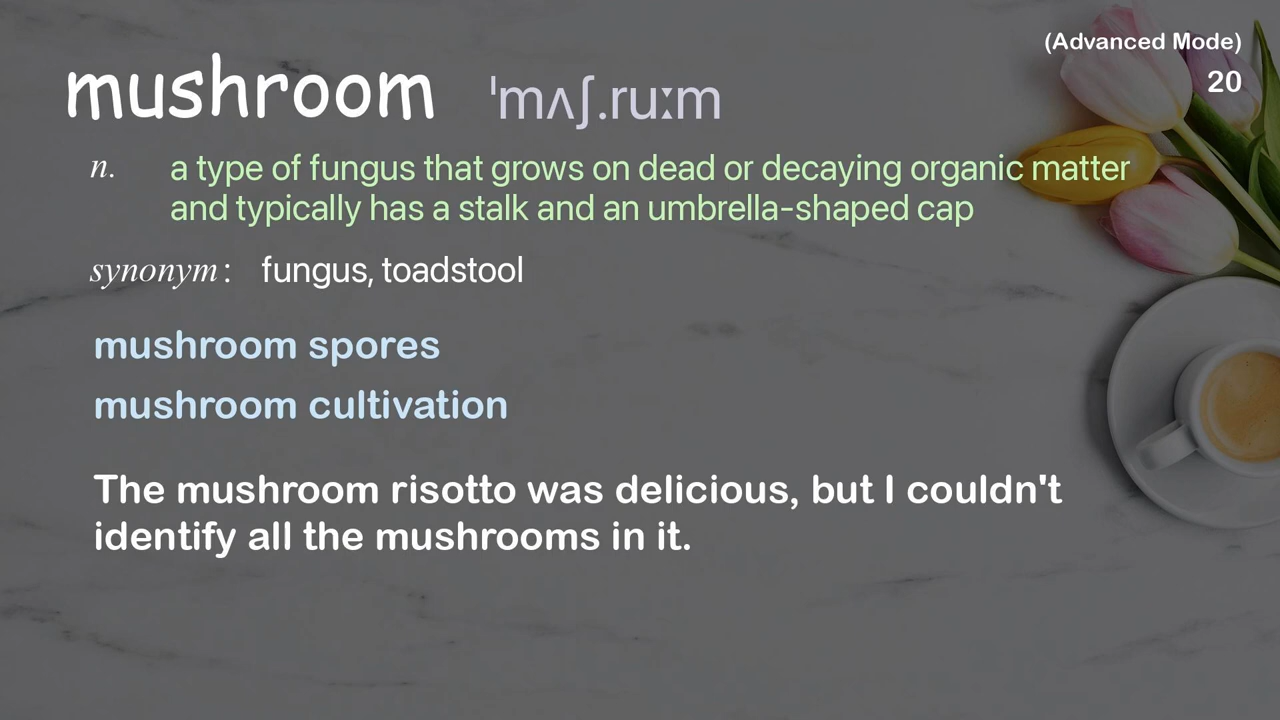 (Advanced Mode)
20
mushroom ˈmʌʃ.ruːm
n. a type of fungus that grows on dead or decaying organic matter
and typically has a stalk and an umbrella-shaped cap
synonym: fungus, toadstool
mushroom spores
mushroom cultivation
The mushroom risotto was delicious, but I couldn't
identify all the mushrooms in it.